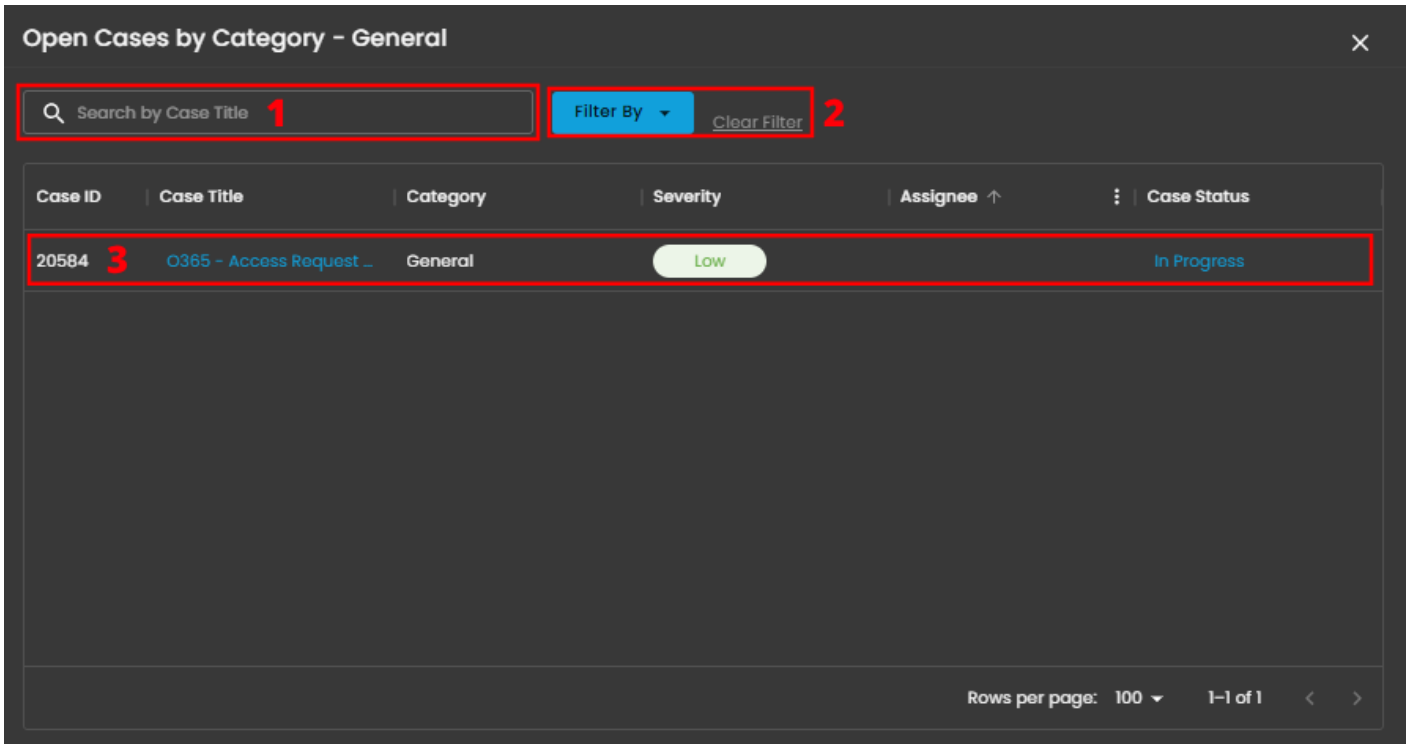 Open Cases by Category - General
Search by Case Title 1 Filter By Clear Filter 2
Case ID Case Title Category Severity Assignee Case Status
20584 3 O365 - Access Request ... General Low In Progress
Rows per page: 100 1–1 of 1